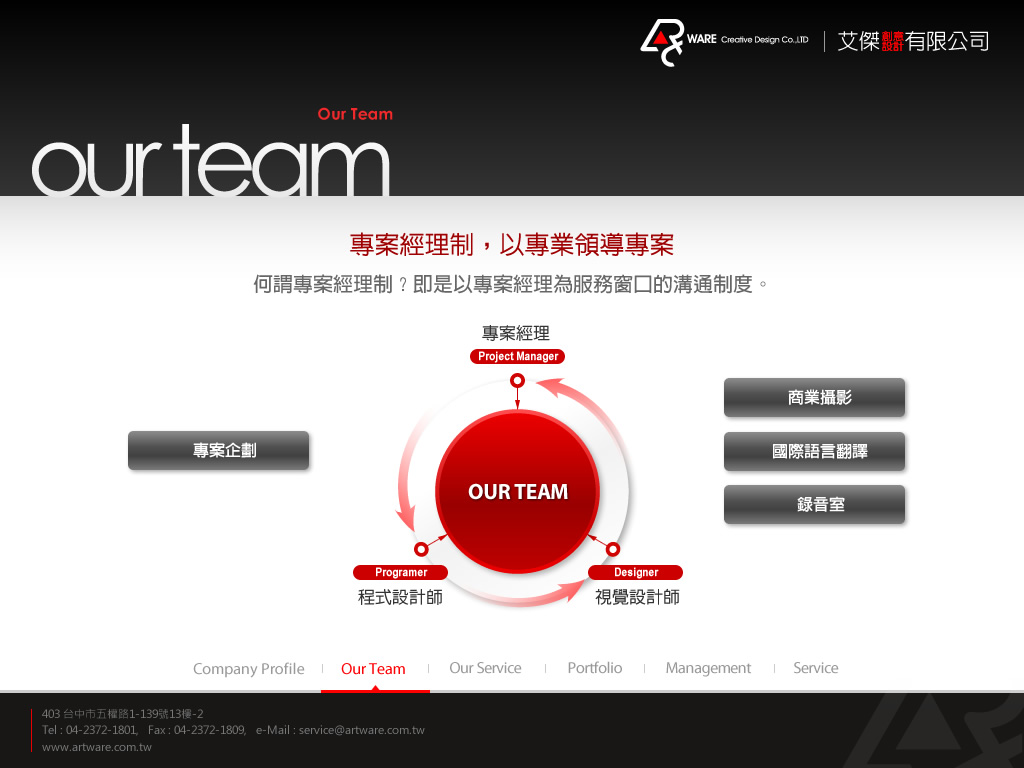 WARE Creative Design Co.,LTD
艾傑創意設計有限公司
Our Team
our team
專案經理制，以專業領導專案
何謂專案經理制？即是以專案經理為服務窗口的溝通制度。
專案經理
Project Manager
商業攝影
專案企劃
國際語言翻譯
OUR TEAM
錄音室
Programer
Designer
程式設計師
視覺設計師
Company Profile
Our Team
Our Service
Portfolio
Management
Service
403 台中市五權路1-139號13樓-2
Tel : 04-2372-1801, Fax : 04-2372-1809, e-Mail : service@artware.com.tw
www.artware.com.tw